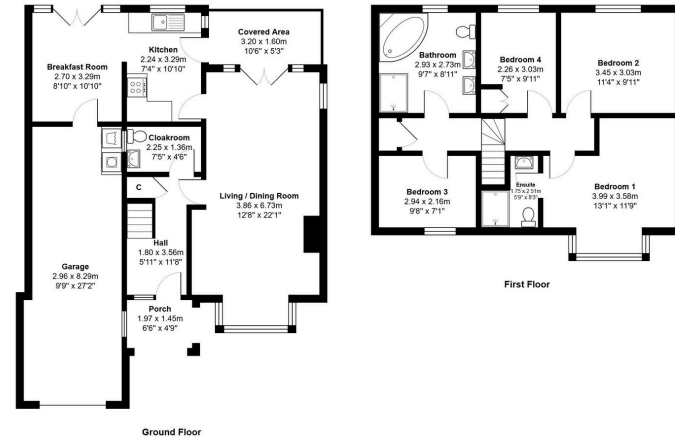 Breakfast Room
2.70 x 3.29m
8'10" x 10'10"
Kitchen
2.24 x 3.29m
7'4" x 10'10"
Covered Area
3.20 x 1.60m
10'6" x 5'3"
Cloakroom
2.25 x 1.36m
7'5" x 4'6"
C
Living / Dining Room
3.86 x 6.73m
12'8" x 22'1"
Hall
1.80 x 3.56m
5'11" x 11'8"
Garage
2.96 x 8.29m
9'9" x 27'2"
Porch
1.97 x 1.45m
6'6" x 4'9"
Ground Floor
Bathroom
2.93 x 2.73m
9'7" x 8'11"
Bedroom 4
2.26 x 3.03m
7'5" x 9'11"
Bedroom 2
3.45 x 3.03m
11'4" x 9'11"
Bedroom 3
2.94 x 2.16m
9'8" x 7'1"
Ensuite
1.75 x 2.51m
5'9" x 8'3"
Bedroom 1
3.99 x 3.58m
13'1" x 11'9"
First Floor